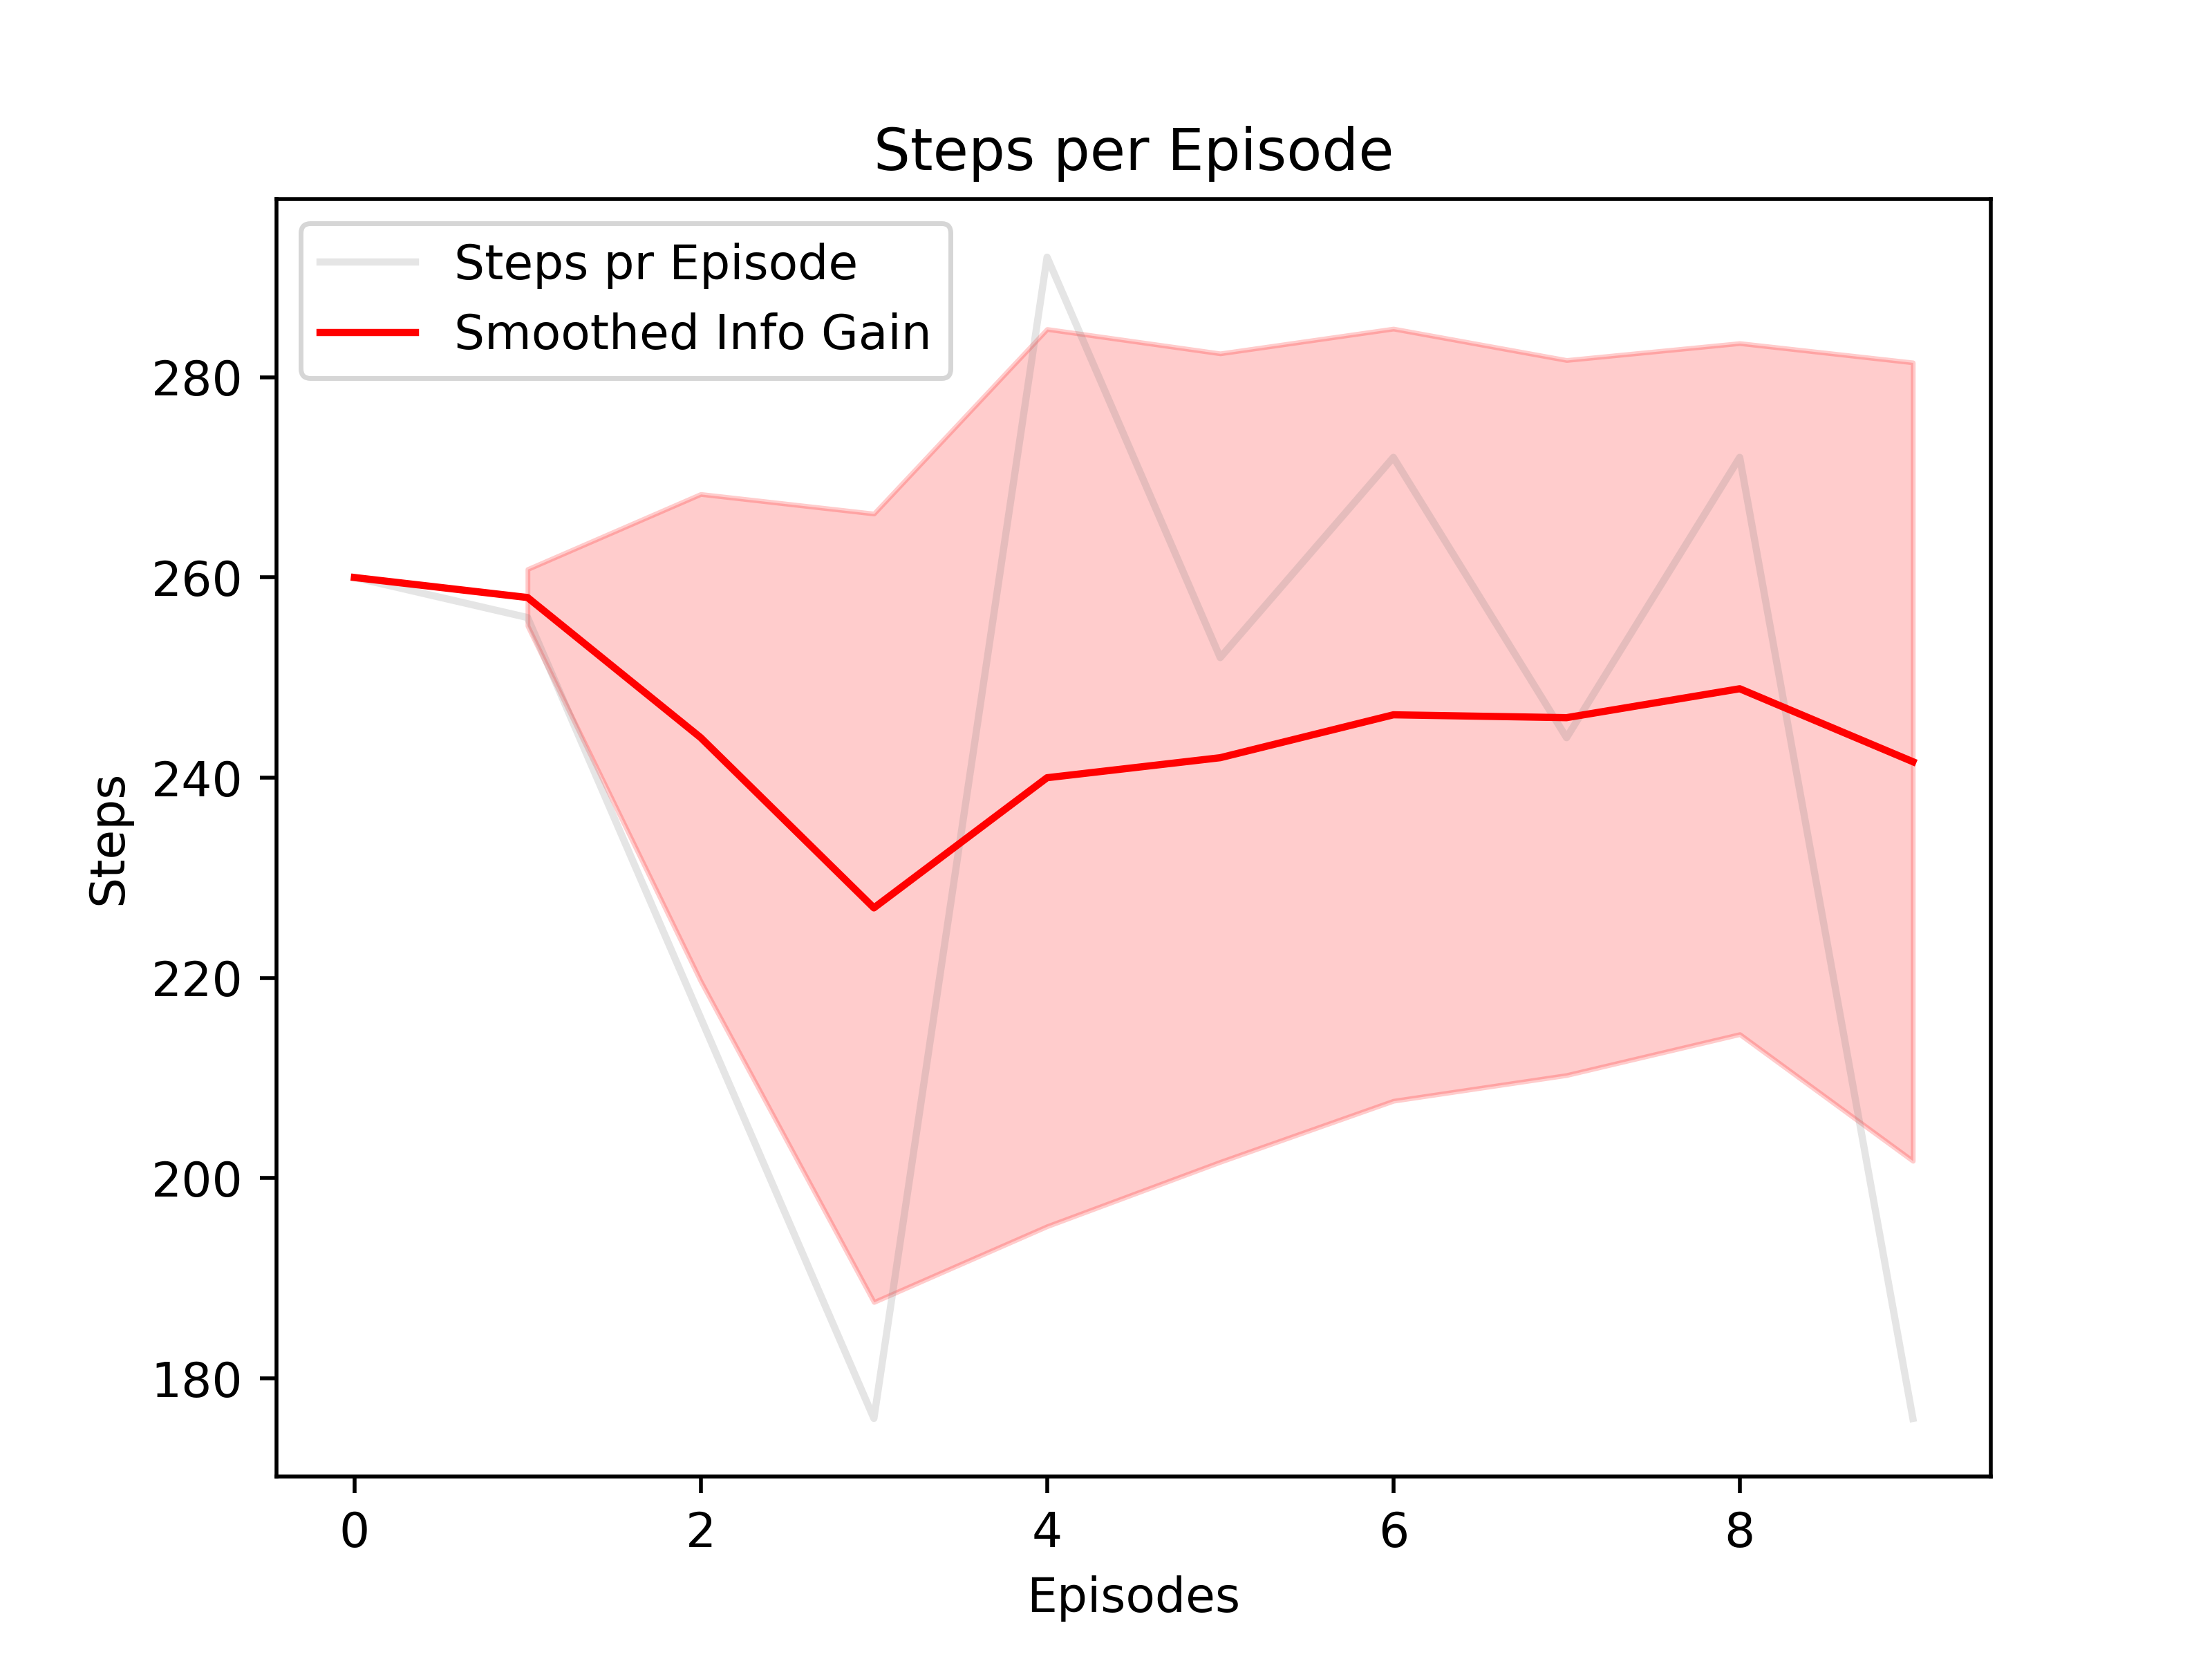 Steps per Episode
Steps pr Episode
Smoothed Info Gain
280
260
240
220
200
180
Steps
0 2 4 6 8
Episodes